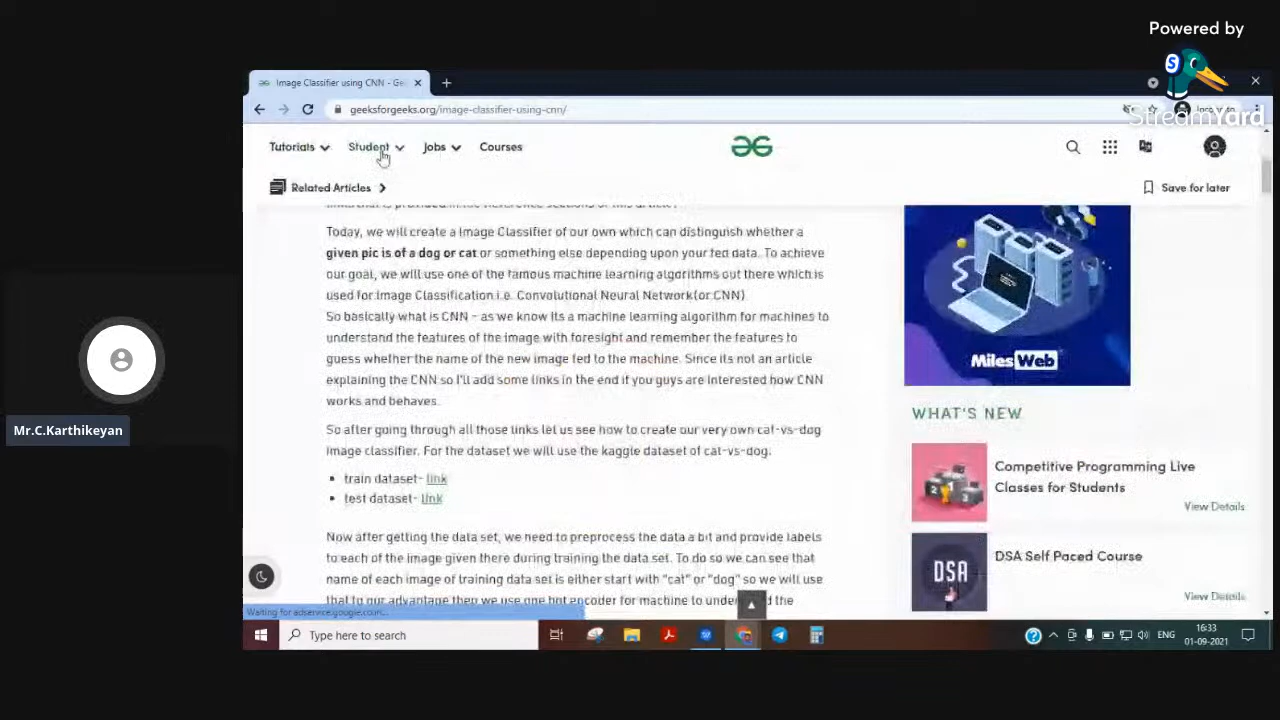 Powered by
S
StreamYard
Image Classifier using CNN - Ge
geeksforgeeks.org/image-classifier-using-cnn/
Tutorials
Student
Jobs
Courses
Related Articles
Save for later
Today, we will create a Image Classifier of our own which can distinguish whether a
given pic is of a dog or cat or something else depending upon your fed data. To achieve
our goal, we will use one of the famous machine learning algorithms out there which is
used for Image Classification i.e. Convolutional Neural Network(or CNN)
So basically what is CNN – as we know its a machine learning algorithm for machines to
understand the features of the image with foresight and remember the features to
guess whether the name of the new image fed to the machine. Since its not an article
explaining the CNN so I'll add some links in the end if you guys are interested how CNN
works and behaves.
So after going through all those links let us see how to create our very own cat-vs-dog
image classifier. For the dataset we will use the kaggle dataset of cat-vs-dog:
train dataset- link
test dataset- link
Now after getting the data set, we need to preprocess the data a bit and provide labels
to each of the image given there during training the data set. To do so we can see that
name of each image of training data set is either start with "cat" or "dog" so we will use
that to our advantage then we use one hot encoder for machine to the
MilesWeb
WHAT'S NEW
Competitive Programming Live
Classes for Students
View Details
DSA
DSA Self Paced Course
View Details
Mr.C.Karthikeyan
Waiting for adservice.google.com...
Type here to search
ENG
16:33
01-09-2021